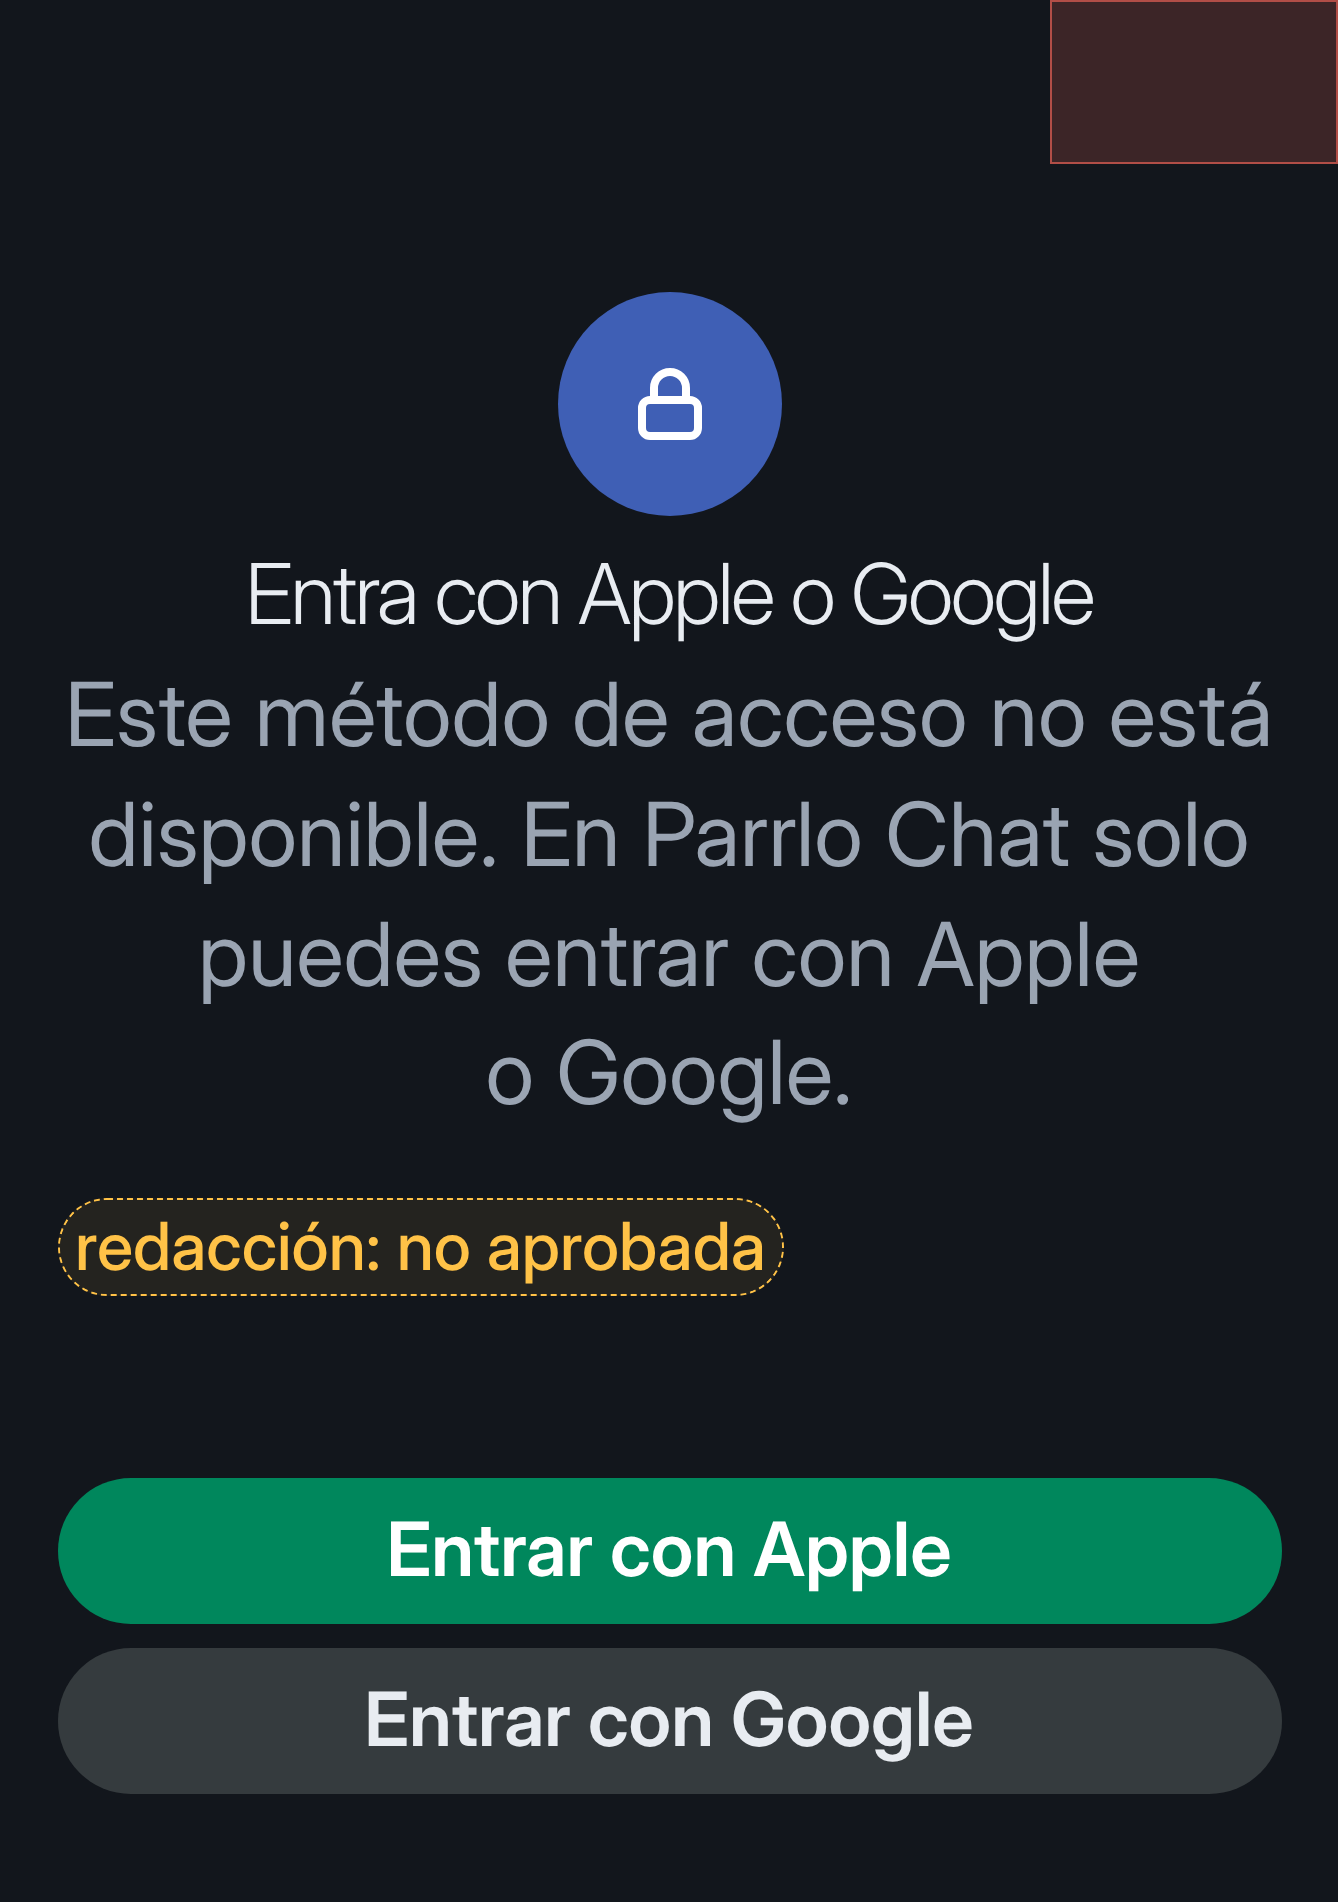 Entra con Apple o Google
Este método de acceso no está
disponible. En Parrlo Chat solo
puedes entrar con Apple
o Google.
redacción: no aprobada
Entrar con Apple
Entrar con Google